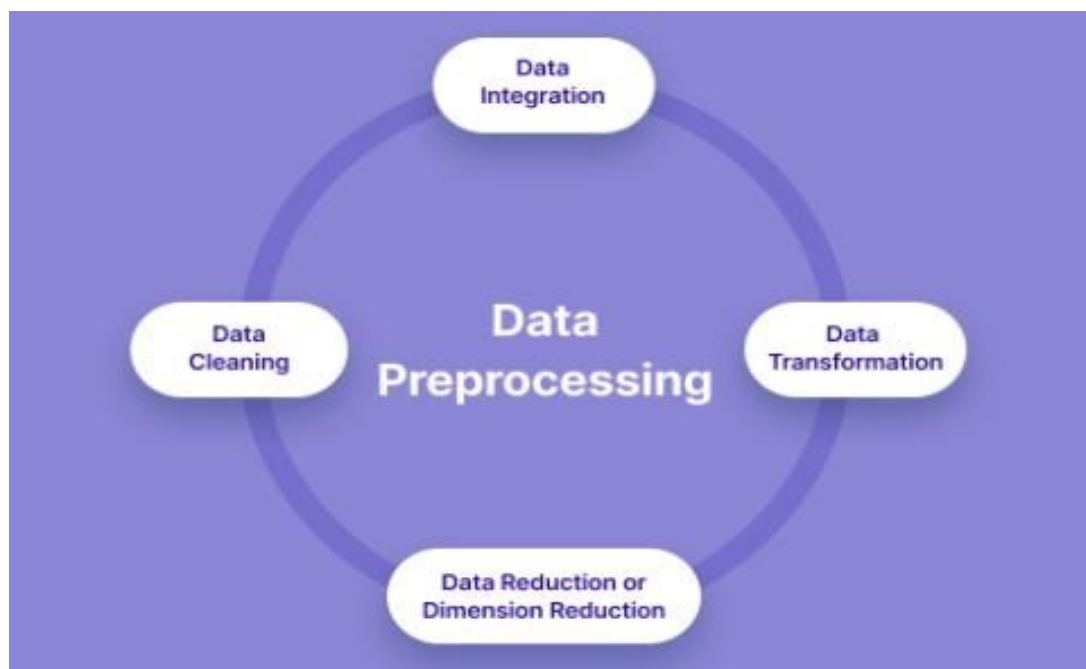 Data
Integration
Data
Cleaning
Data
Preprocessing
Data
Transformation
Data Reduction or
Dimension Reduction